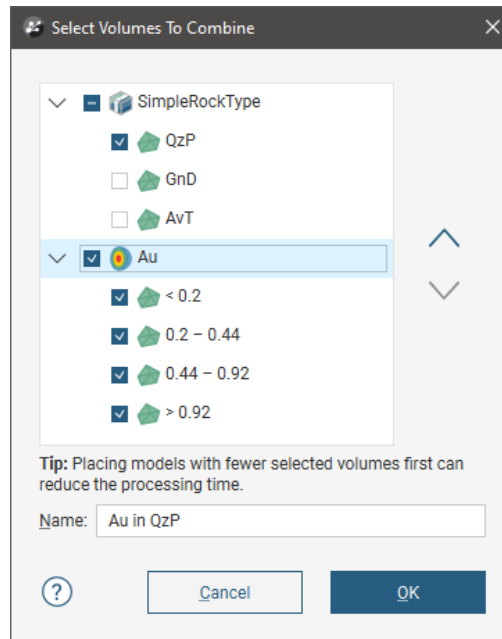 Select Volumes To Combine
SimpleRockType
QzP
GnD
AvT
Au
< 0.2
0.2 – 0.44
0.44 – 0.92
> 0.92
Tip: Placing models with fewer selected volumes first can
reduce the processing time.
Name: Au in QzP
? Cancel OK